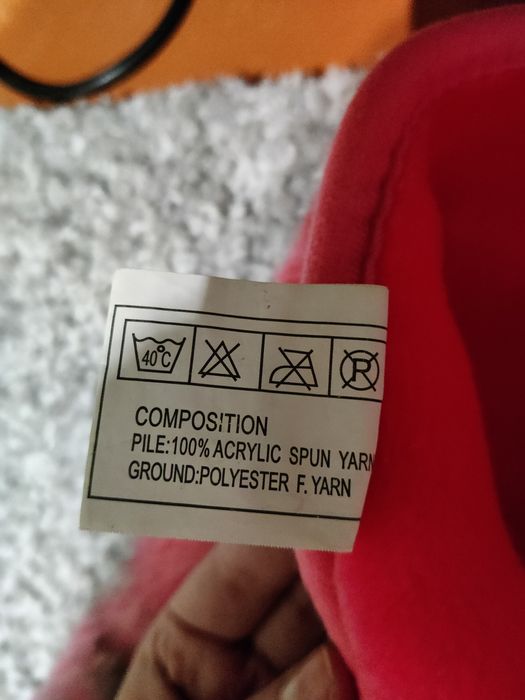 40°C
P
COMPOSITION
PILE:100% ACRYLIC SPUN YARN
GROUND:POLYESTER F. YARN